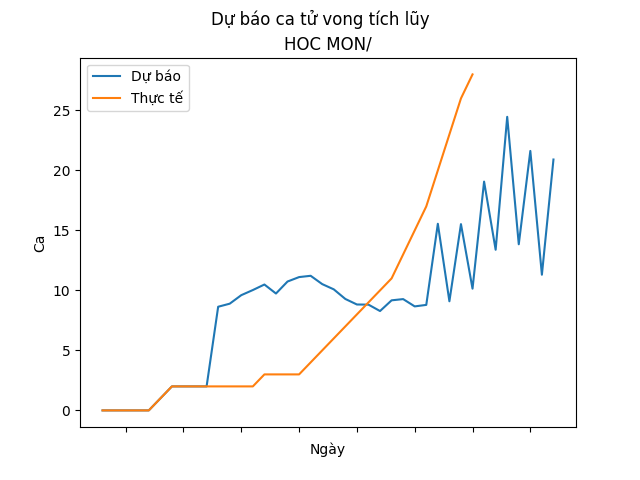 Dự báo ca tử vong tích lũy
HOC MON/
Dự báo
Thực tế
25
20
15
10
5
0
Ca
Ngày